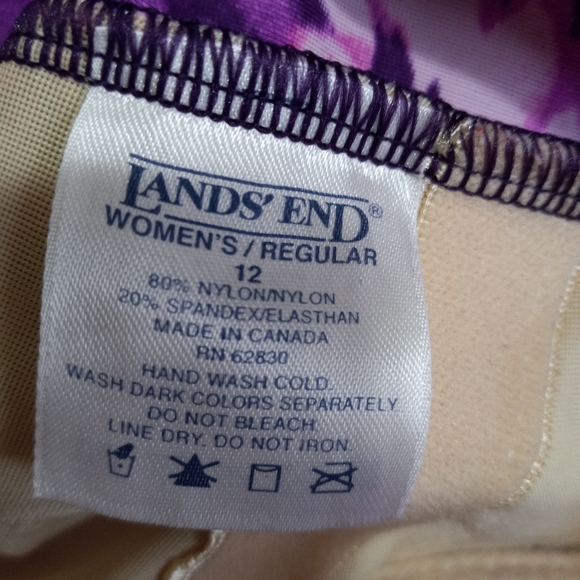 LANDS' END®
WOMEN'S/REGULAR
12
80% NYLON/NYLON
20% SPANDEX/ELASTHAN
MADE IN CANADA
RN 62830
HAND WASH COLD.
WASH DARK COLORS SEPARATELY
DO NOT BLEACH.
LINE DRY. DO NOT IRON.